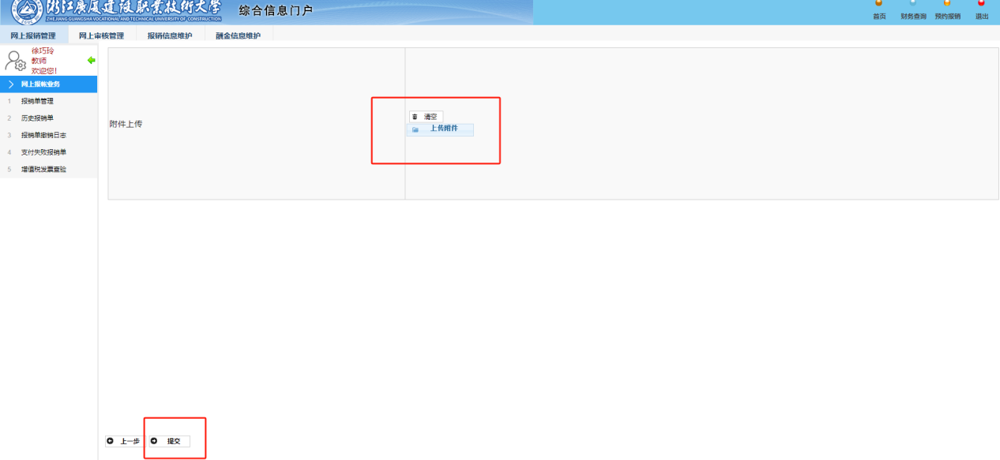 浙江廣厦建設職業技術大學
ZHEJIANG GUANGSHA VOCATIONAL AND TECHNICAL UNIVERSITY OF CONSTRUCTION
综合信息门户
首页 财务查询 预约报销 退出
网上报销管理 网上审核管理 报销信息维护 酬金信息维护
徐巧玲
教师
欢迎您!
网上报帐业务
1 报销单管理
2 历史报销单
3 报销单撤销日志
4 支付失败报销单
5 增值税发票查验
附件上传
清空
上传附件
上一步 提交